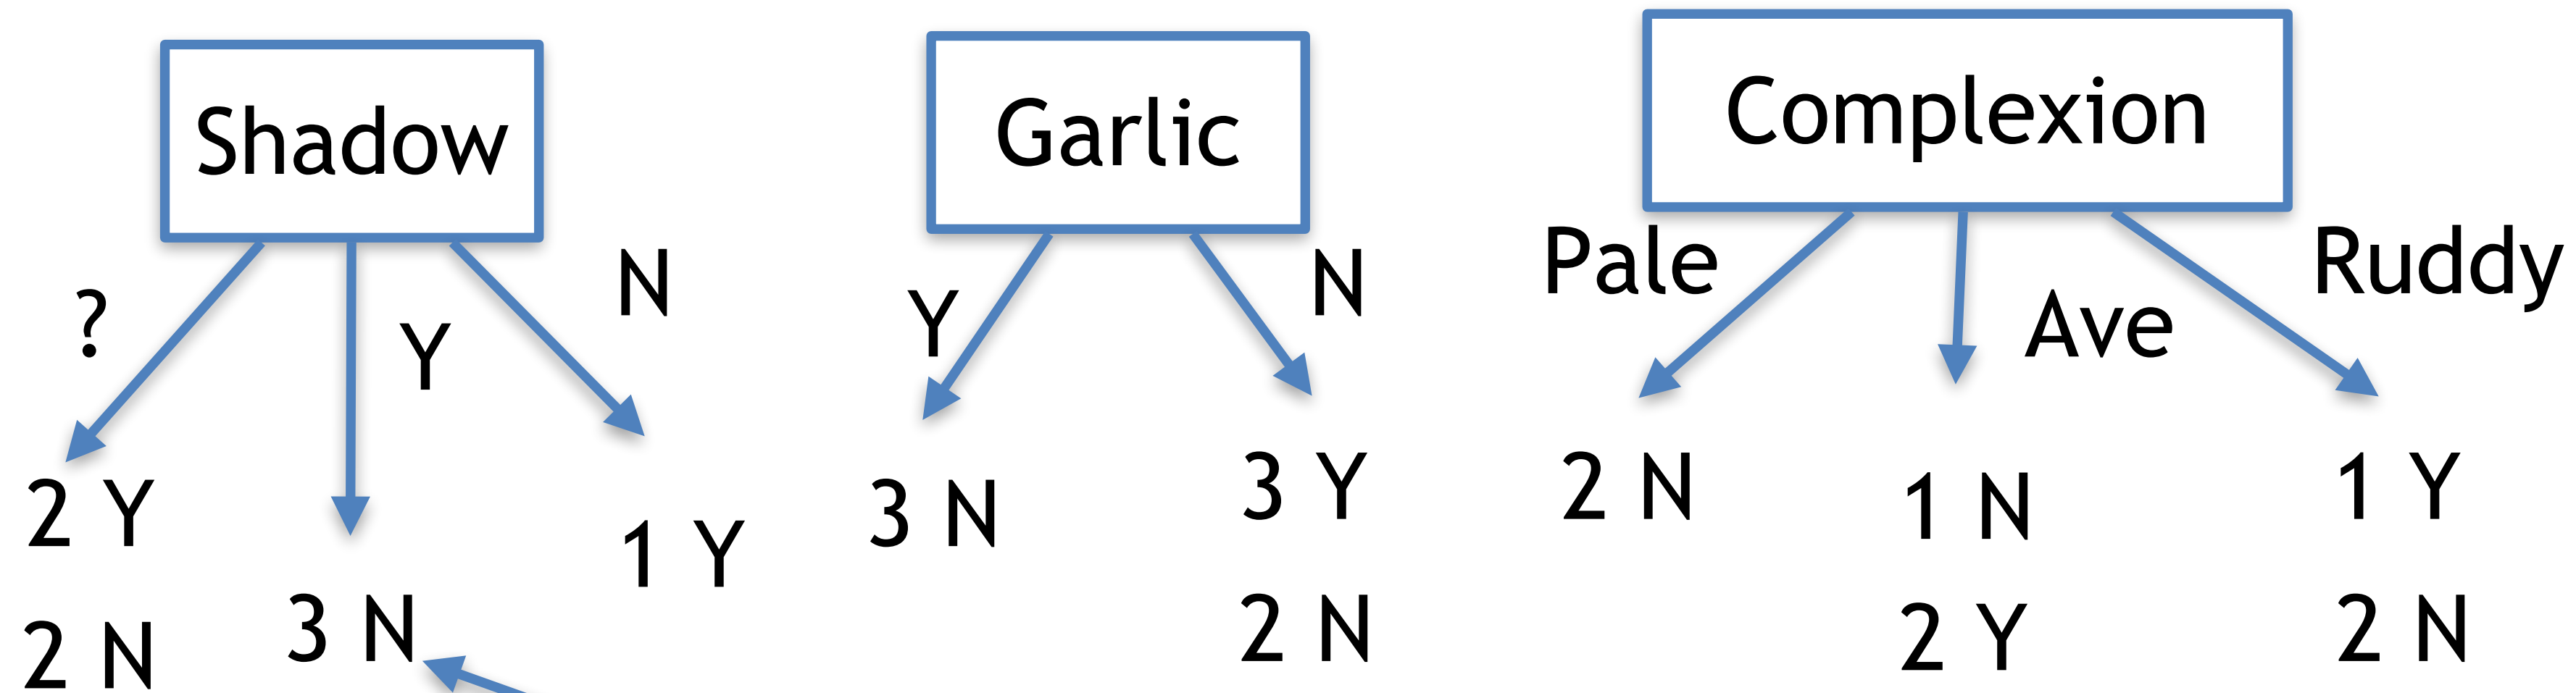 Shadow
?
Y
N
2 Y
2 N
3 N
1 Y
Garlic
Y
N
3 N
3 Y
2 N
Complexion
Pale
Ave
Ruddy
2 N
1 N
2 Y
1 Y
2 N